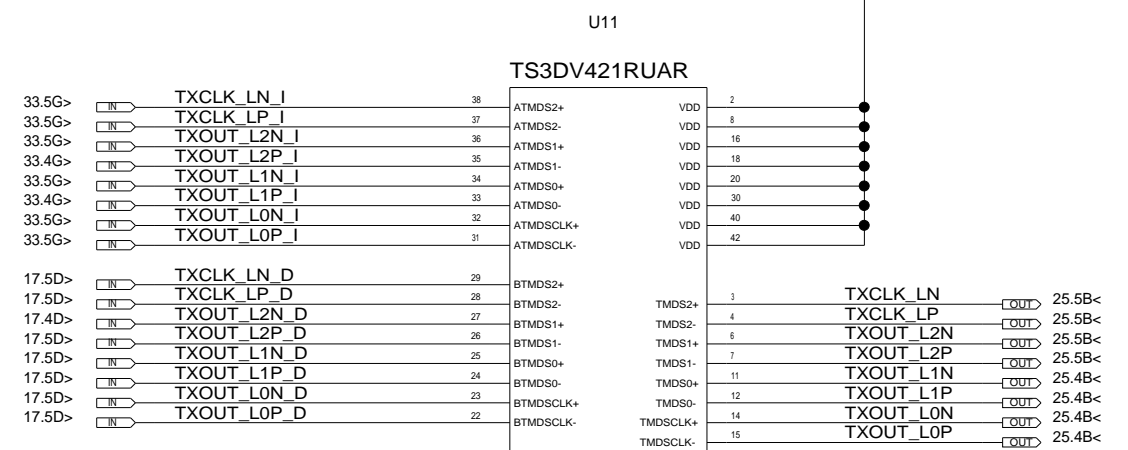 U11
TS3DV421RUAR
33.5G> IN TXCLK_LN_I 38 ATMDS2+ VDD 2
33.5G> IN TXCLK_LP_I 37 ATMDS2- VDD 8
33.5G> IN TXOUT_L2N_I 36 ATMDS1+ VDD 16
33.4G> IN TXOUT_L2P_I 35 ATMDS1- VDD 18
33.5G> IN TXOUT_L1N_I 34 ATMDS0+ VDD 20
33.4G> IN TXOUT_L1P_I 33 ATMDS0- VDD 30
33.5G> IN TXOUT_L0N_I 32 ATMDSCLK+ VDD 40
33.5G> IN TXOUT_L0P_I 31 ATMDSCLK- VDD 42
17.5D> IN TXCLK_LN_D 29 BTMDS2+
17.5D> IN TXCLK_LP_D 28 BTMDS2- TMDS2+ 3 TXCLK_LN OUT 25.5B<
17.4D> IN TXOUT_L2N_D 27 BTMDS1+ TMDS2- 4 TXCLK_LP OUT 25.5B<
17.5D> IN TXOUT_L2P_D 26 BTMDS1- TMDS1+ 6 TXOUT_L2N OUT 25.5B<
17.5D> IN TXOUT_L1N_D 25 BTMDS0+ TMDS1- 7 TXOUT_L2P OUT 25.5B<
17.5D> IN TXOUT_L1P_D 24 BTMDS0- TMDS0+ 11 TXOUT_L1N OUT 25.4B<
17.5D> IN TXOUT_L0N_D 23 BTMDSCLK+ TMDS0- 12 TXOUT_L1P OUT 25.4B<
17.5D> IN TXOUT_L0P_D 22 BTMDSCLK- TMDSCLK+ 14 TXOUT_L0N OUT 25.4B<
TMDSCLK- 15 TXOUT_L0P OUT 25.4B<